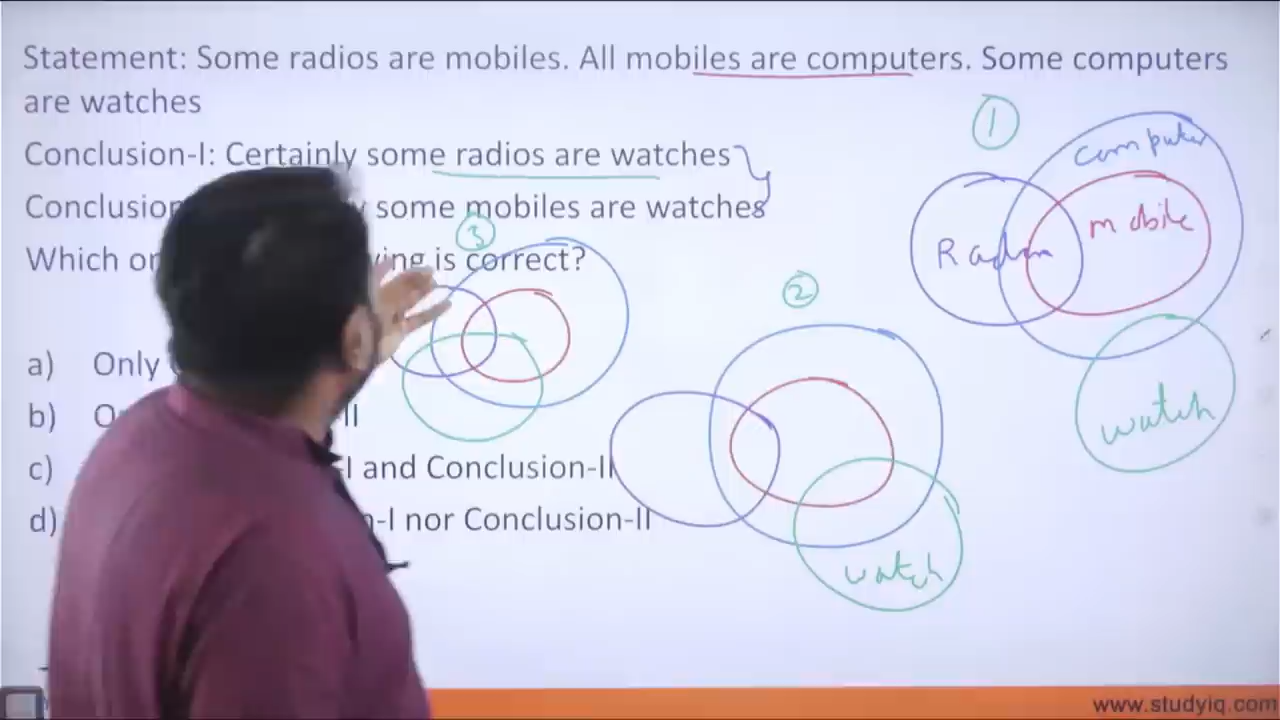 Statement: Some radios are mobiles. All mobiles are computers. Some computers
are watches
Conclusion-I: Certainly some radios are watches
Conclusion some mobiles are watches
Which is correct?
a) Only
b) II
c) I and Conclusion-II
d) -I nor Conclusion-II
1
computer
Radio
mobile
watch
2
watch
3
www.studyiq.com